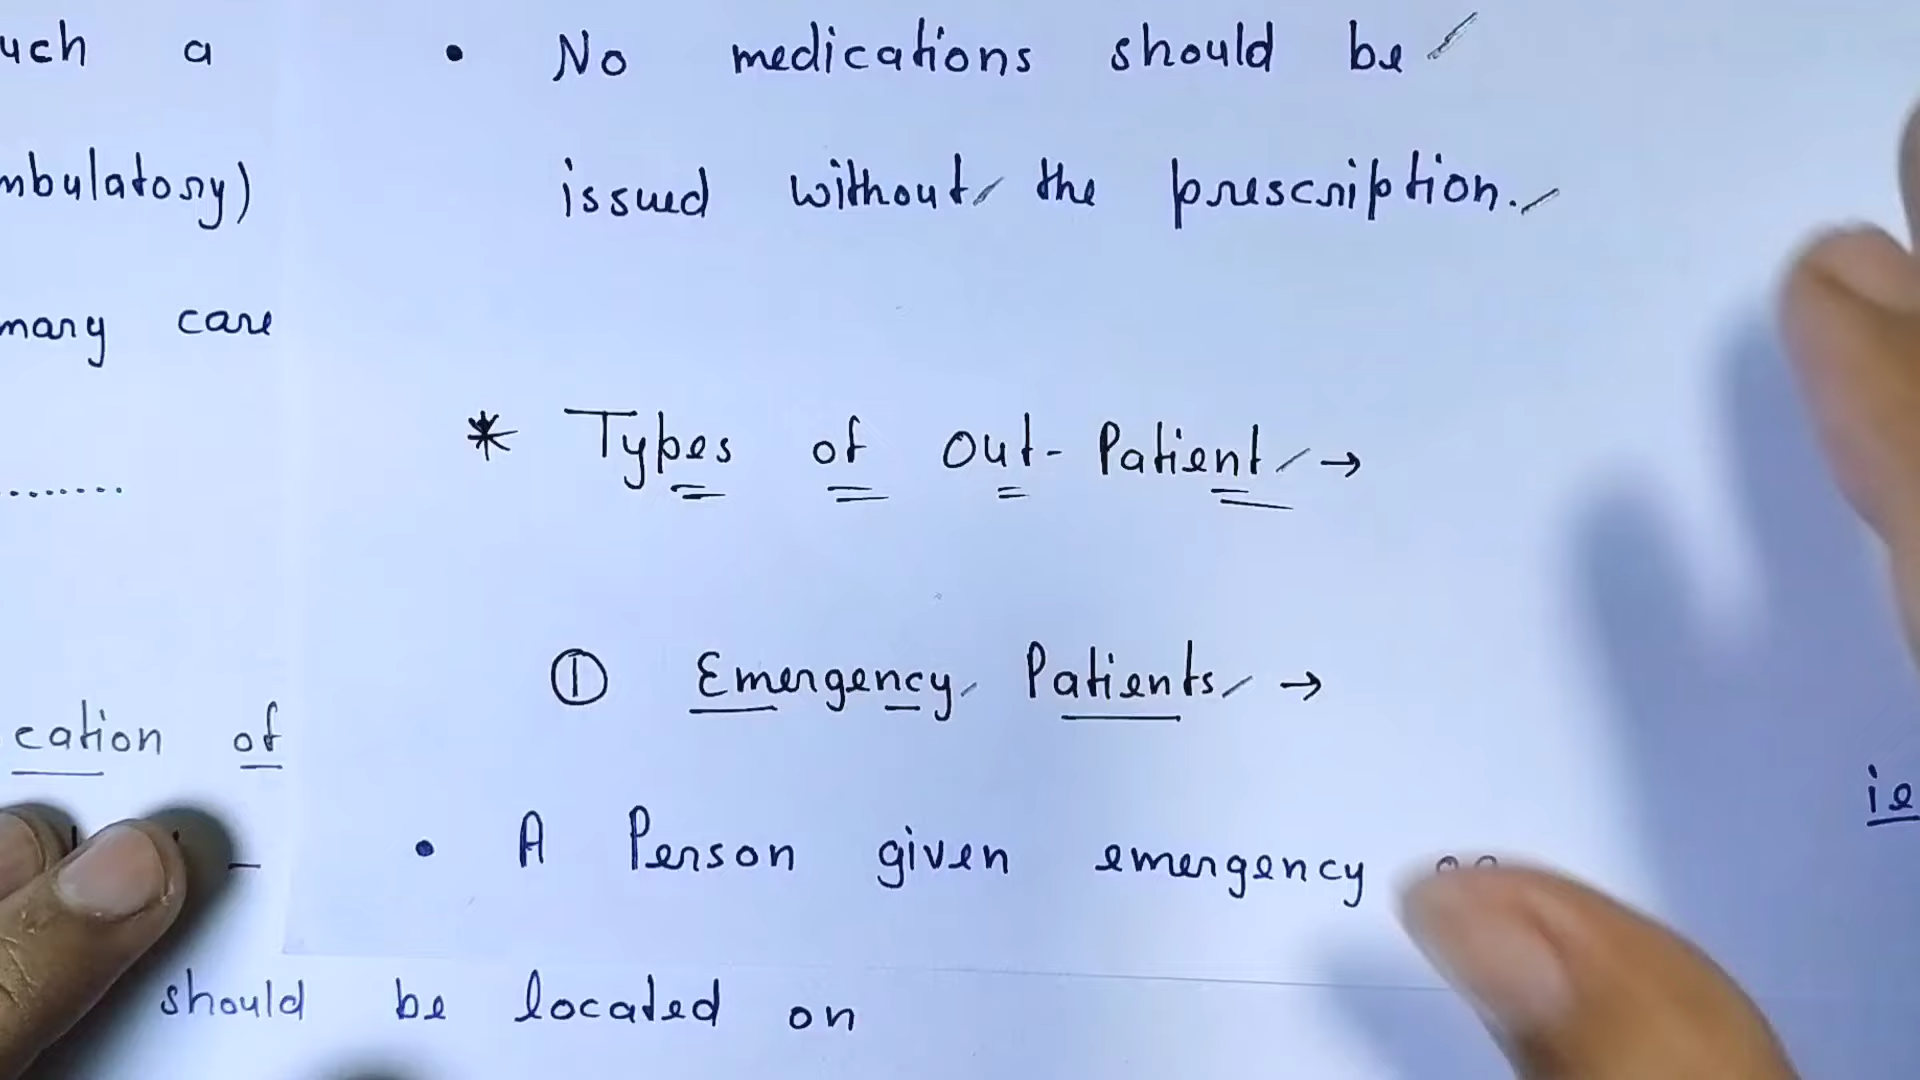 uch a
mbulatory)
mary care
........
cation of
• No medications should be
issued without the prescription.
* Types of Out-Patient →
① Emergency Patients →
• A Person given emergency
should be located on
ie